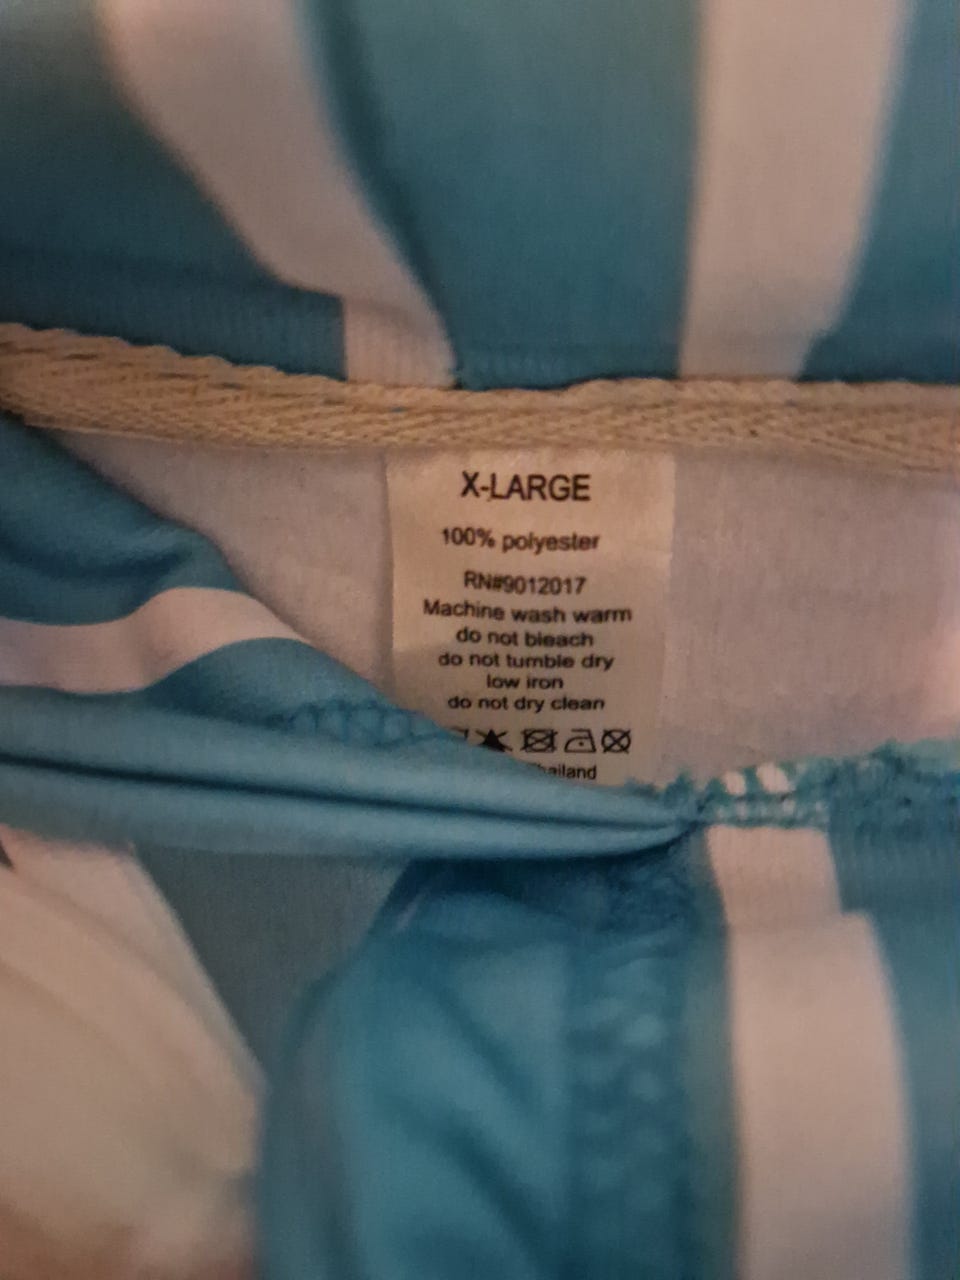 X-LARGE
100% polyester
RN#9012017
Machine wash warm
do not bleach
do not tumble dry
low iron
do not dry clean